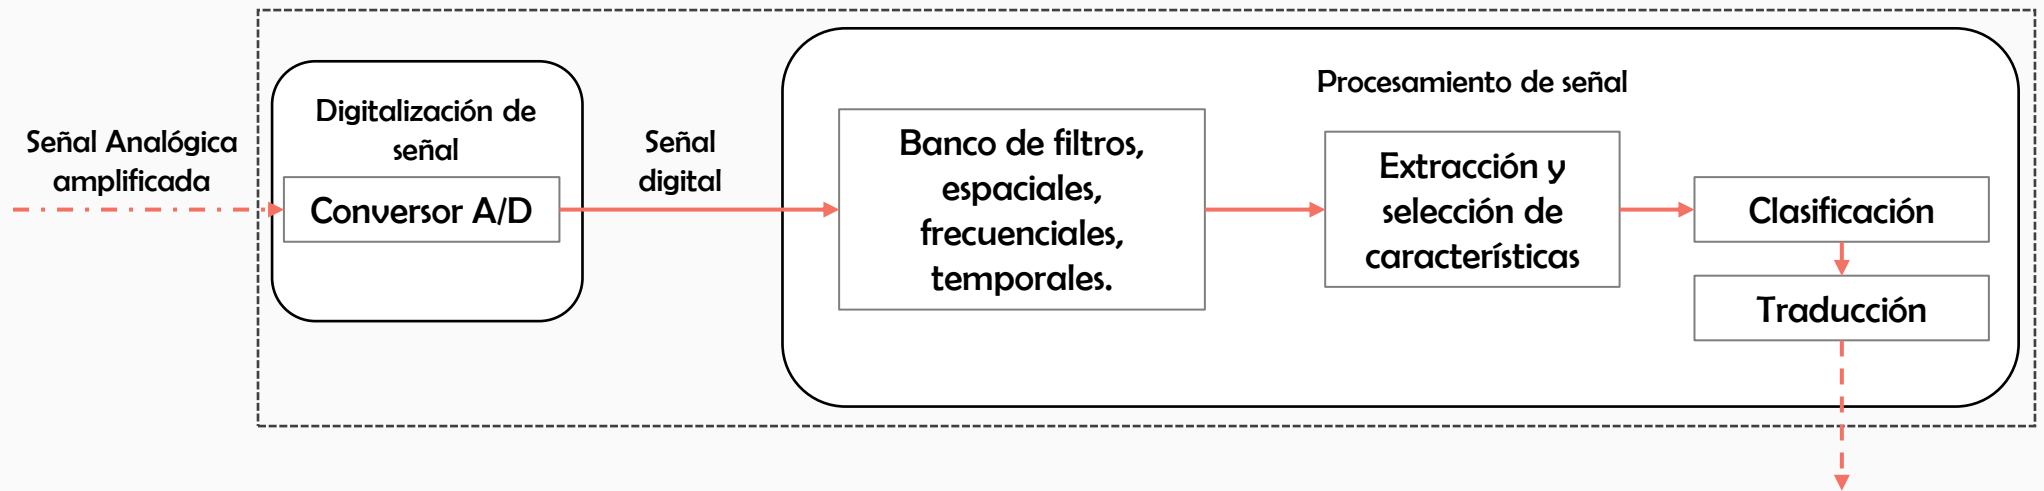 Señal Analógica
amplificada
Digitalización de
señal
Conversor A/D
Señal
digital
Procesamiento de señal
Banco de filtros,
espaciales,
frecuenciales,
temporales.
Extracción y
selección de
características
Clasificación
Traducción